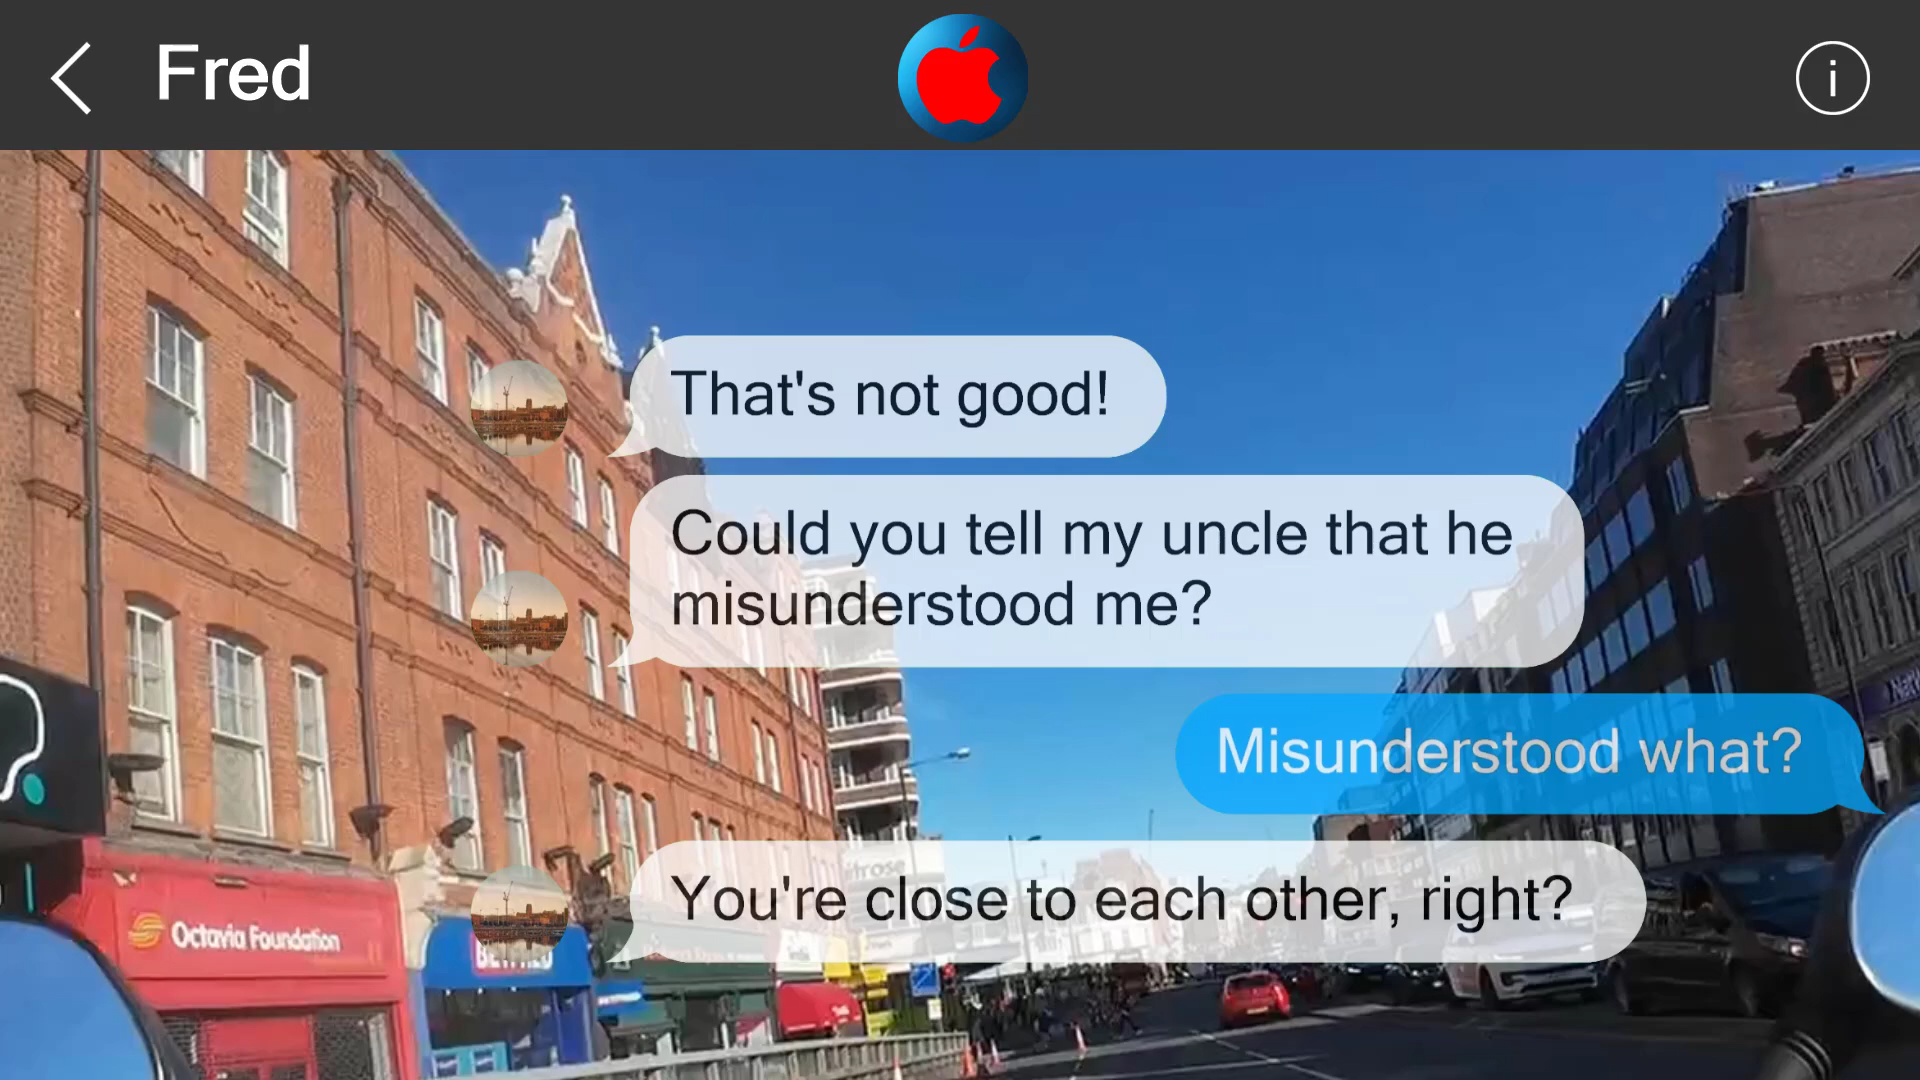 Fred
i
That's not good!
Could you tell my uncle that he
misunderstood me?
Misunderstood what?
You're close to each other, right?
Octavia Foundation